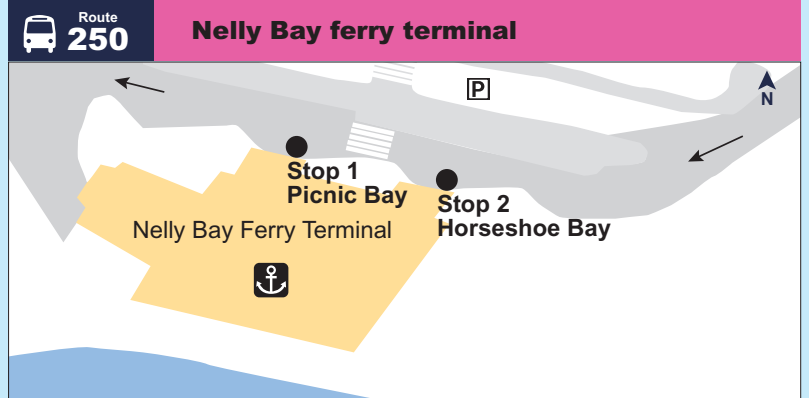 Route
250
Nelly Bay ferry terminal
P
N
Stop 1
Picnic Bay
Stop 2
Horseshoe Bay
Nelly Bay Ferry Terminal